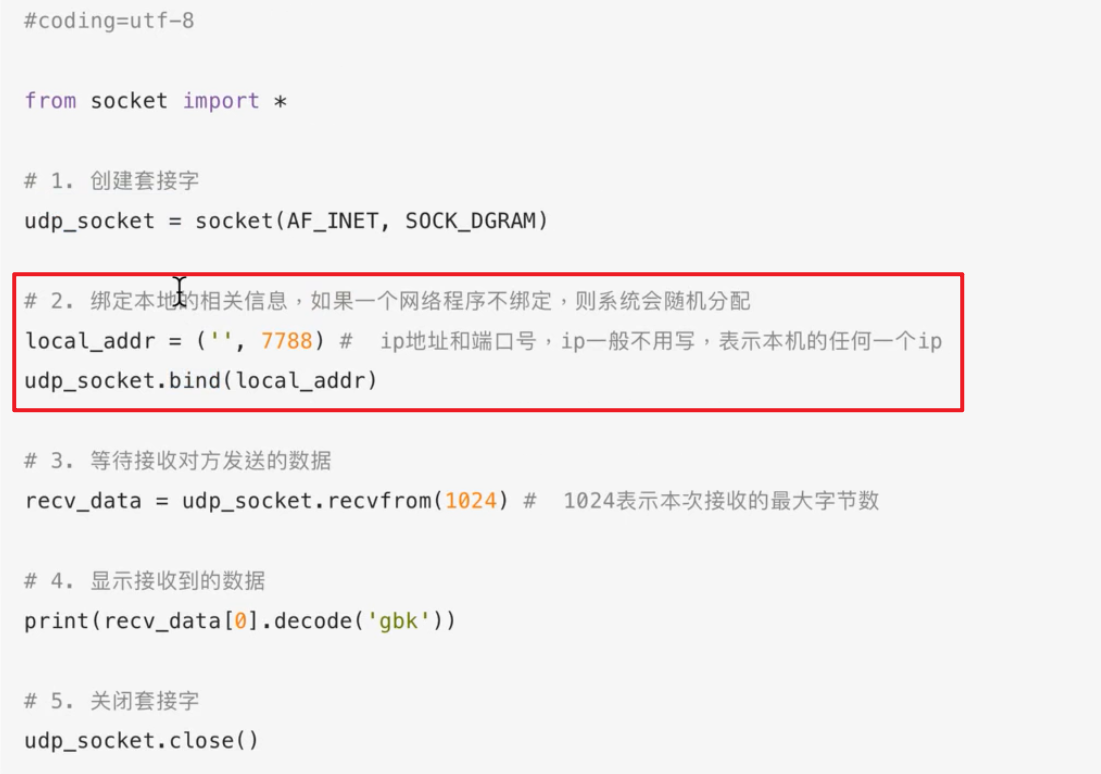 #coding=utf-8
from socket import *
# 1. 创建套接字
udp_socket = socket(AF_INET, SOCK_DGRAM)
# 2. 绑定本地的相关信息，如果一个网络程序不绑定，则系统会随机分配
local_addr = ('', 7788) #  ip地址和端口号，ip一般不用写，表示本机的任何一个ip
udp_socket.bind(local_addr)
# 3. 等待接收对方发送的数据
recv_data = udp_socket.recvfrom(1024) #  1024表示本次接收的最大字节数
# 4. 显示接收到的数据
print(recv_data[0].decode('gbk'))
# 5. 关闭套接字
udp_socket.close()